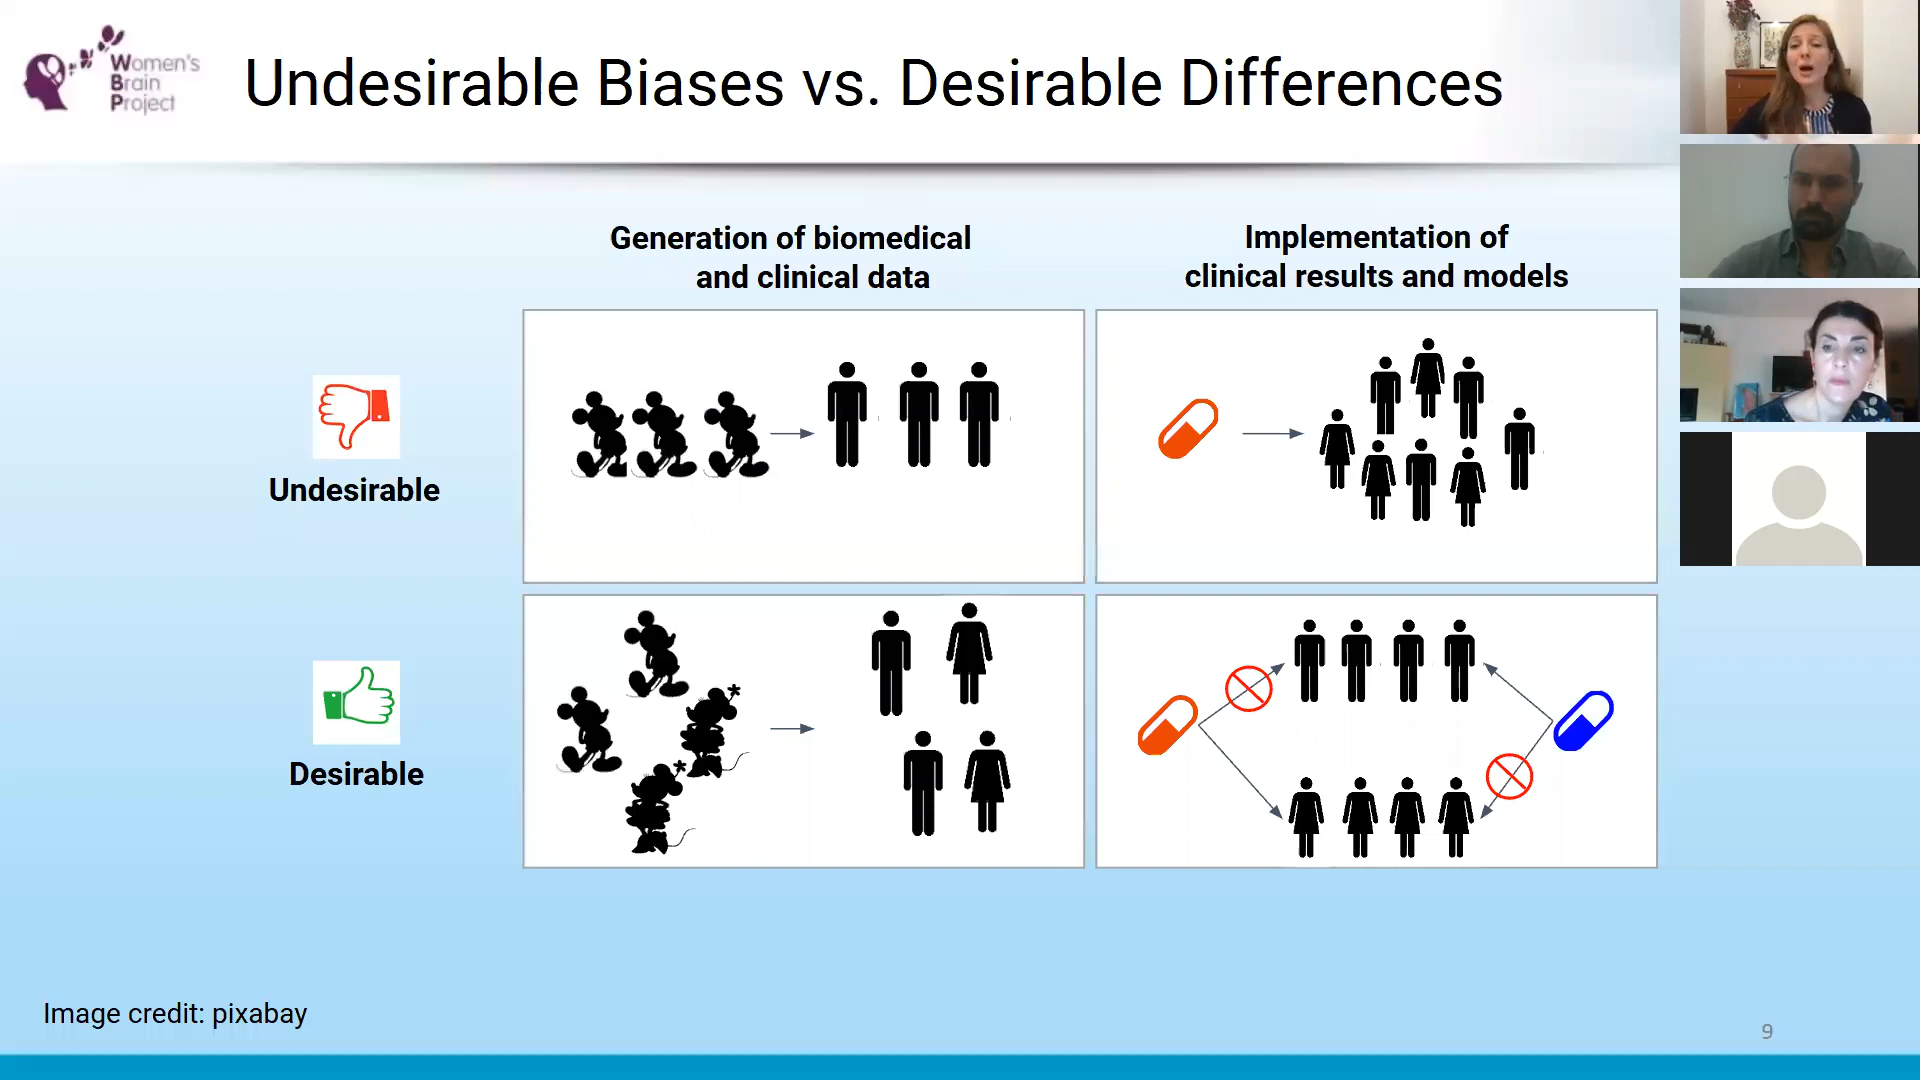 Women's
Brain
Project
Undesirable Biases vs. Desirable Differences
Generation of biomedical
and clinical data
Implementation of
clinical results and models
Undesirable
Desirable
Image credit: pixabay
9